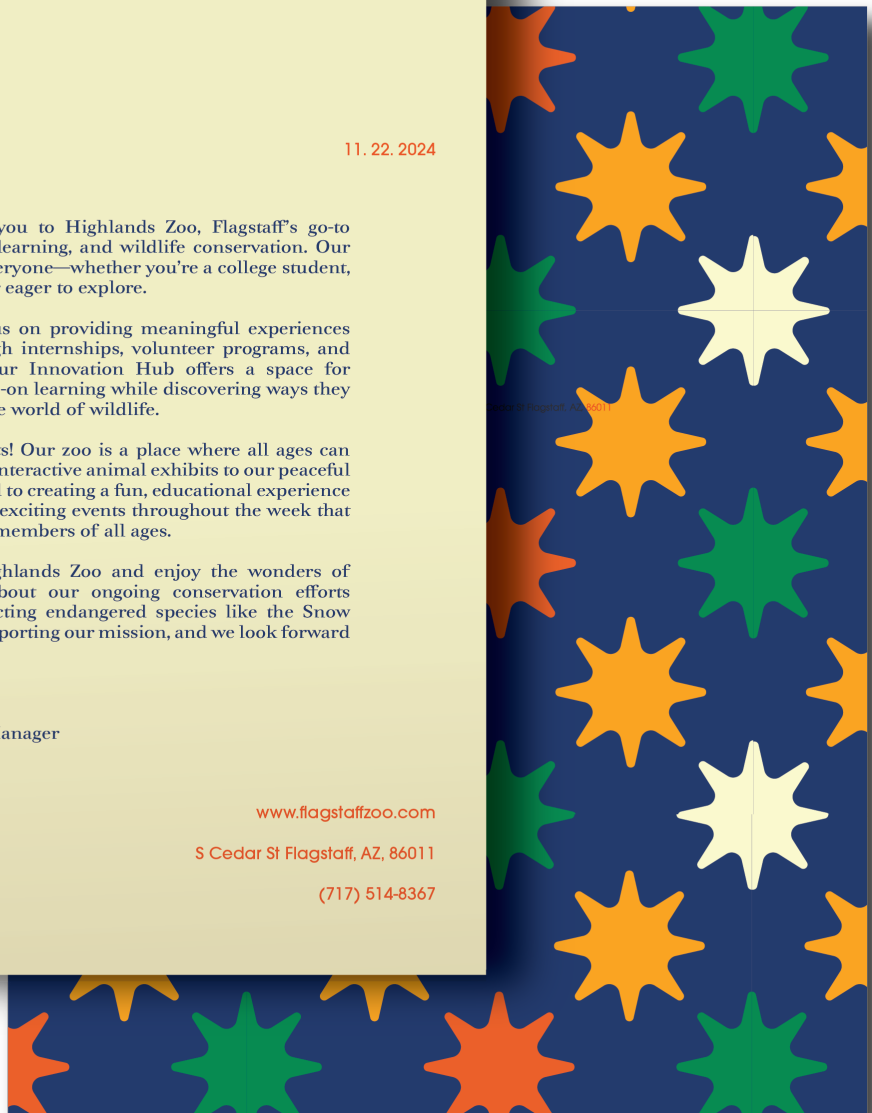 11. 22. 2024
you to Highlands Zoo, Flagstaff's go-to
learning, and wildlife conservation. Our
eryone—whether you're a college student,
eager to explore.
on providing meaningful experiences
internships, volunteer programs, and
Innovation Hub offers a space for
-on learning while discovering ways they
world of wildlife.
Our zoo is a place where all ages can
nteractive animal exhibits to our peaceful
to creating a fun, educational experience
exciting events throughout the week that
members of all ages.
ghlands Zoo and enjoy the wonders of
bout our ongoing conservation efforts
cting endangered species like the Snow
porting our mission, and we look forward
anager
www.flagstaffzoo.com
S Cedar St Flagstaff, AZ, 86011
(717) 514-8367
St Flagstaff, AZ, 86011